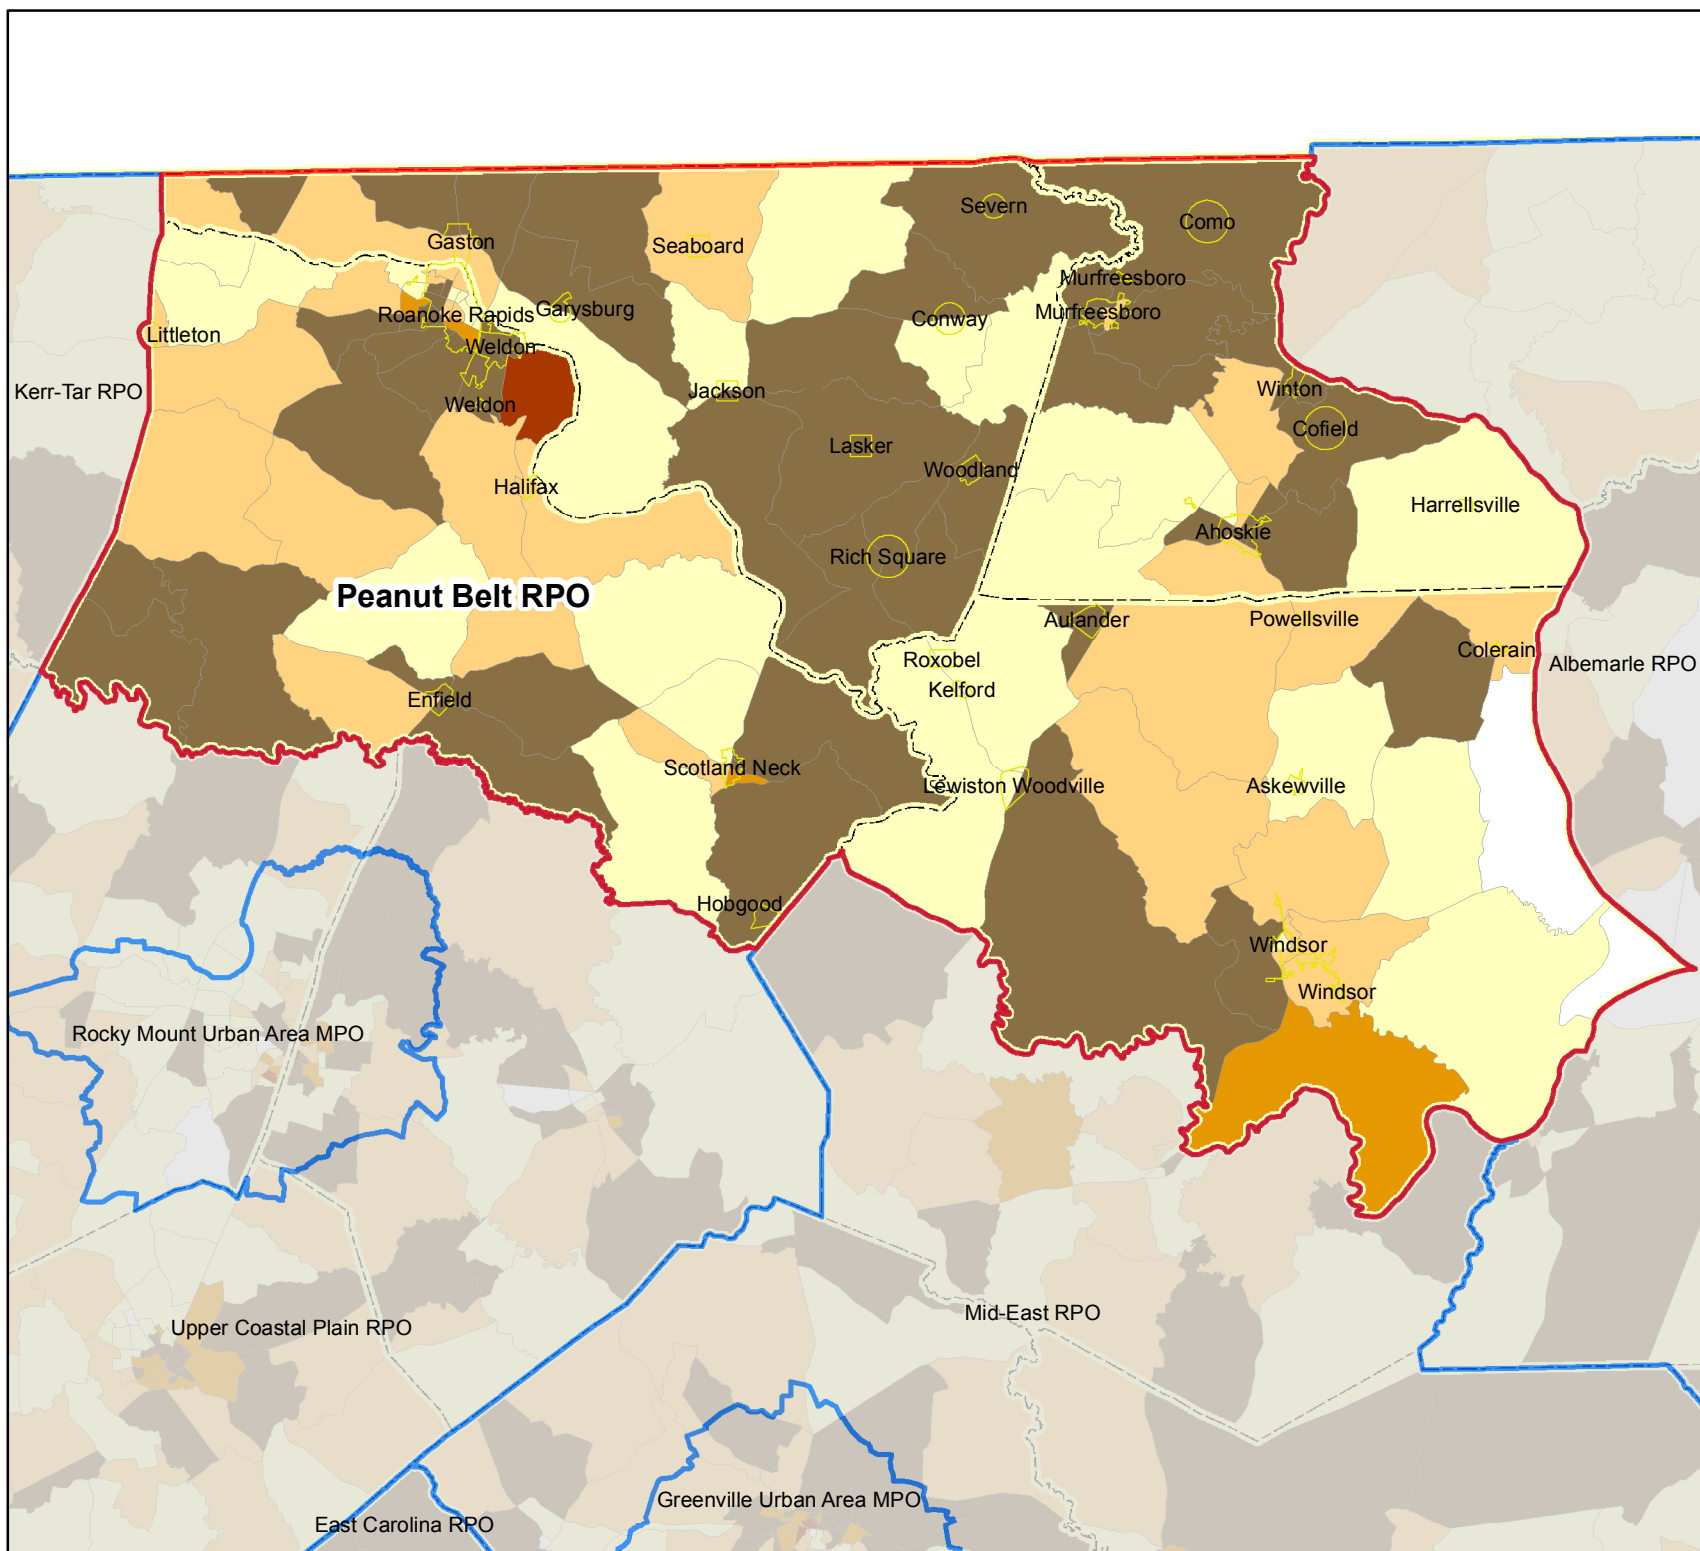 Severn
Como
Gaston
Seaboard
Murfreesboro
Garysburg
Roanoke Rapids
Murfreesboro
Conway
Littleton
Weldon
Kerr-Tar RPO
Jackson
Winton
Weldon
Cofield
Lasker
Woodland
Halifax
Harrellsville
Ahoskie
Rich Square
Peanut Belt RPO
Aulander
Powellsville
Colerain
Roxobel
Albemarle RPO
Kelford
Enfield
Scotland Neck
Lewiston Woodville
Askewville
Hobgood
Windsor
Windsor
Rocky Mount Urban Area MPO
Mid-East RPO
Upper Coastal Plain RPO
Greenville Urban Area MPO
East Carolina RPO